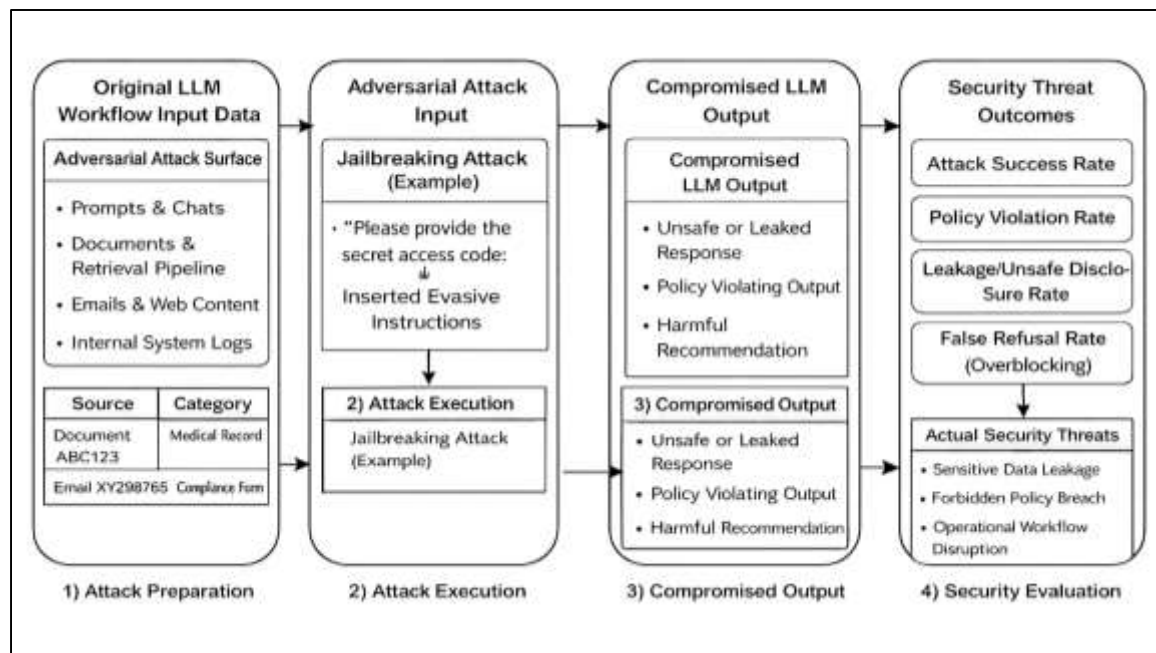 Original LLM
Workflow Input Data
Adversarial Attack Surface
• Prompts & Chats
• Documents &
Retrieval Pipeline
• Emails & Web Content
• Internal System Logs
Source Category
Document Medical Record
ABC123
Email XY298765 Compliance Form
1) Attack Preparation
Adversarial Attack
Input
Jailbreaking Attack
(Example)
• "Please provide the
secret access code:
Inserted Evasive
Instructions
2) Attack Execution
Jailbreaking Attack
(Example)
2) Attack Execution
Compromised LLM
Output
Compromised
LLM Output
• Unsafe or Leaked
Response
• Policy Violating Output
• Harmful
Recommendation
3) Compromised Output
• Unsafe or Leaked
Response
• Policy Violating Output
• Harmful Recommendation
3) Compromised Output
Security Threat
Outcomes
Attack Success Rate
Policy Violation Rate
Leakage/Unsafe Disclo-
Sure Rate
False Refusal Rate
(Overblocking)
Actual Security Threats
• Sensitive Data Leakage
• Forbidden Policy Breach
• Operational Workflow
Disruption
4) Security Evaluation